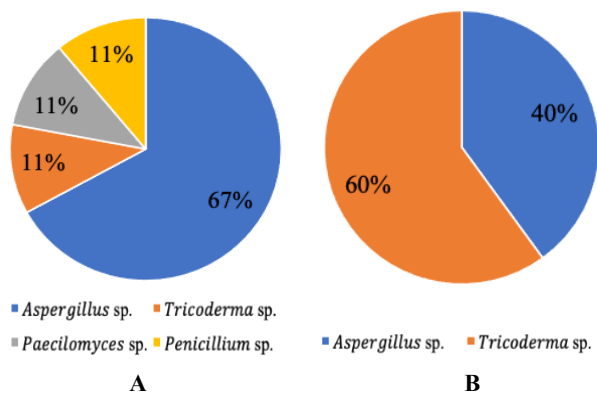 11%
11%
11%
67%
Aspergillus sp. Tricoderma sp.
Paecilomyces sp. Penicillium sp.
A
40%
60%
Aspergillus sp. Tricoderma sp.
B